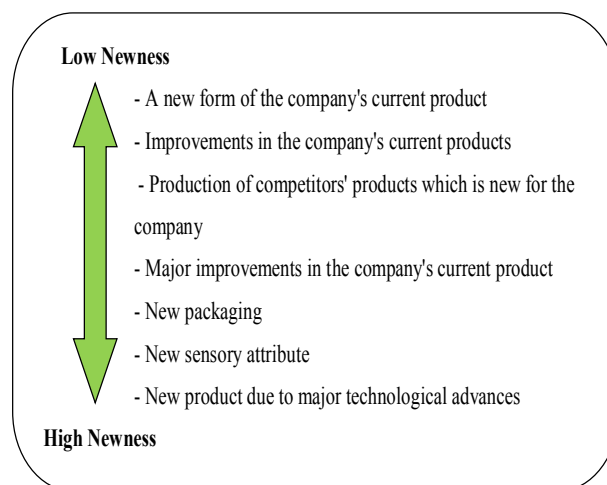 Low Newness
- A new form of the company's current product
- Improvements in the company's current products
- Production of competitors' products which is new for the
company
- Major improvements in the company's current product
- New packaging
- New sensory attribute
- New product due to major technological advances
High Newness